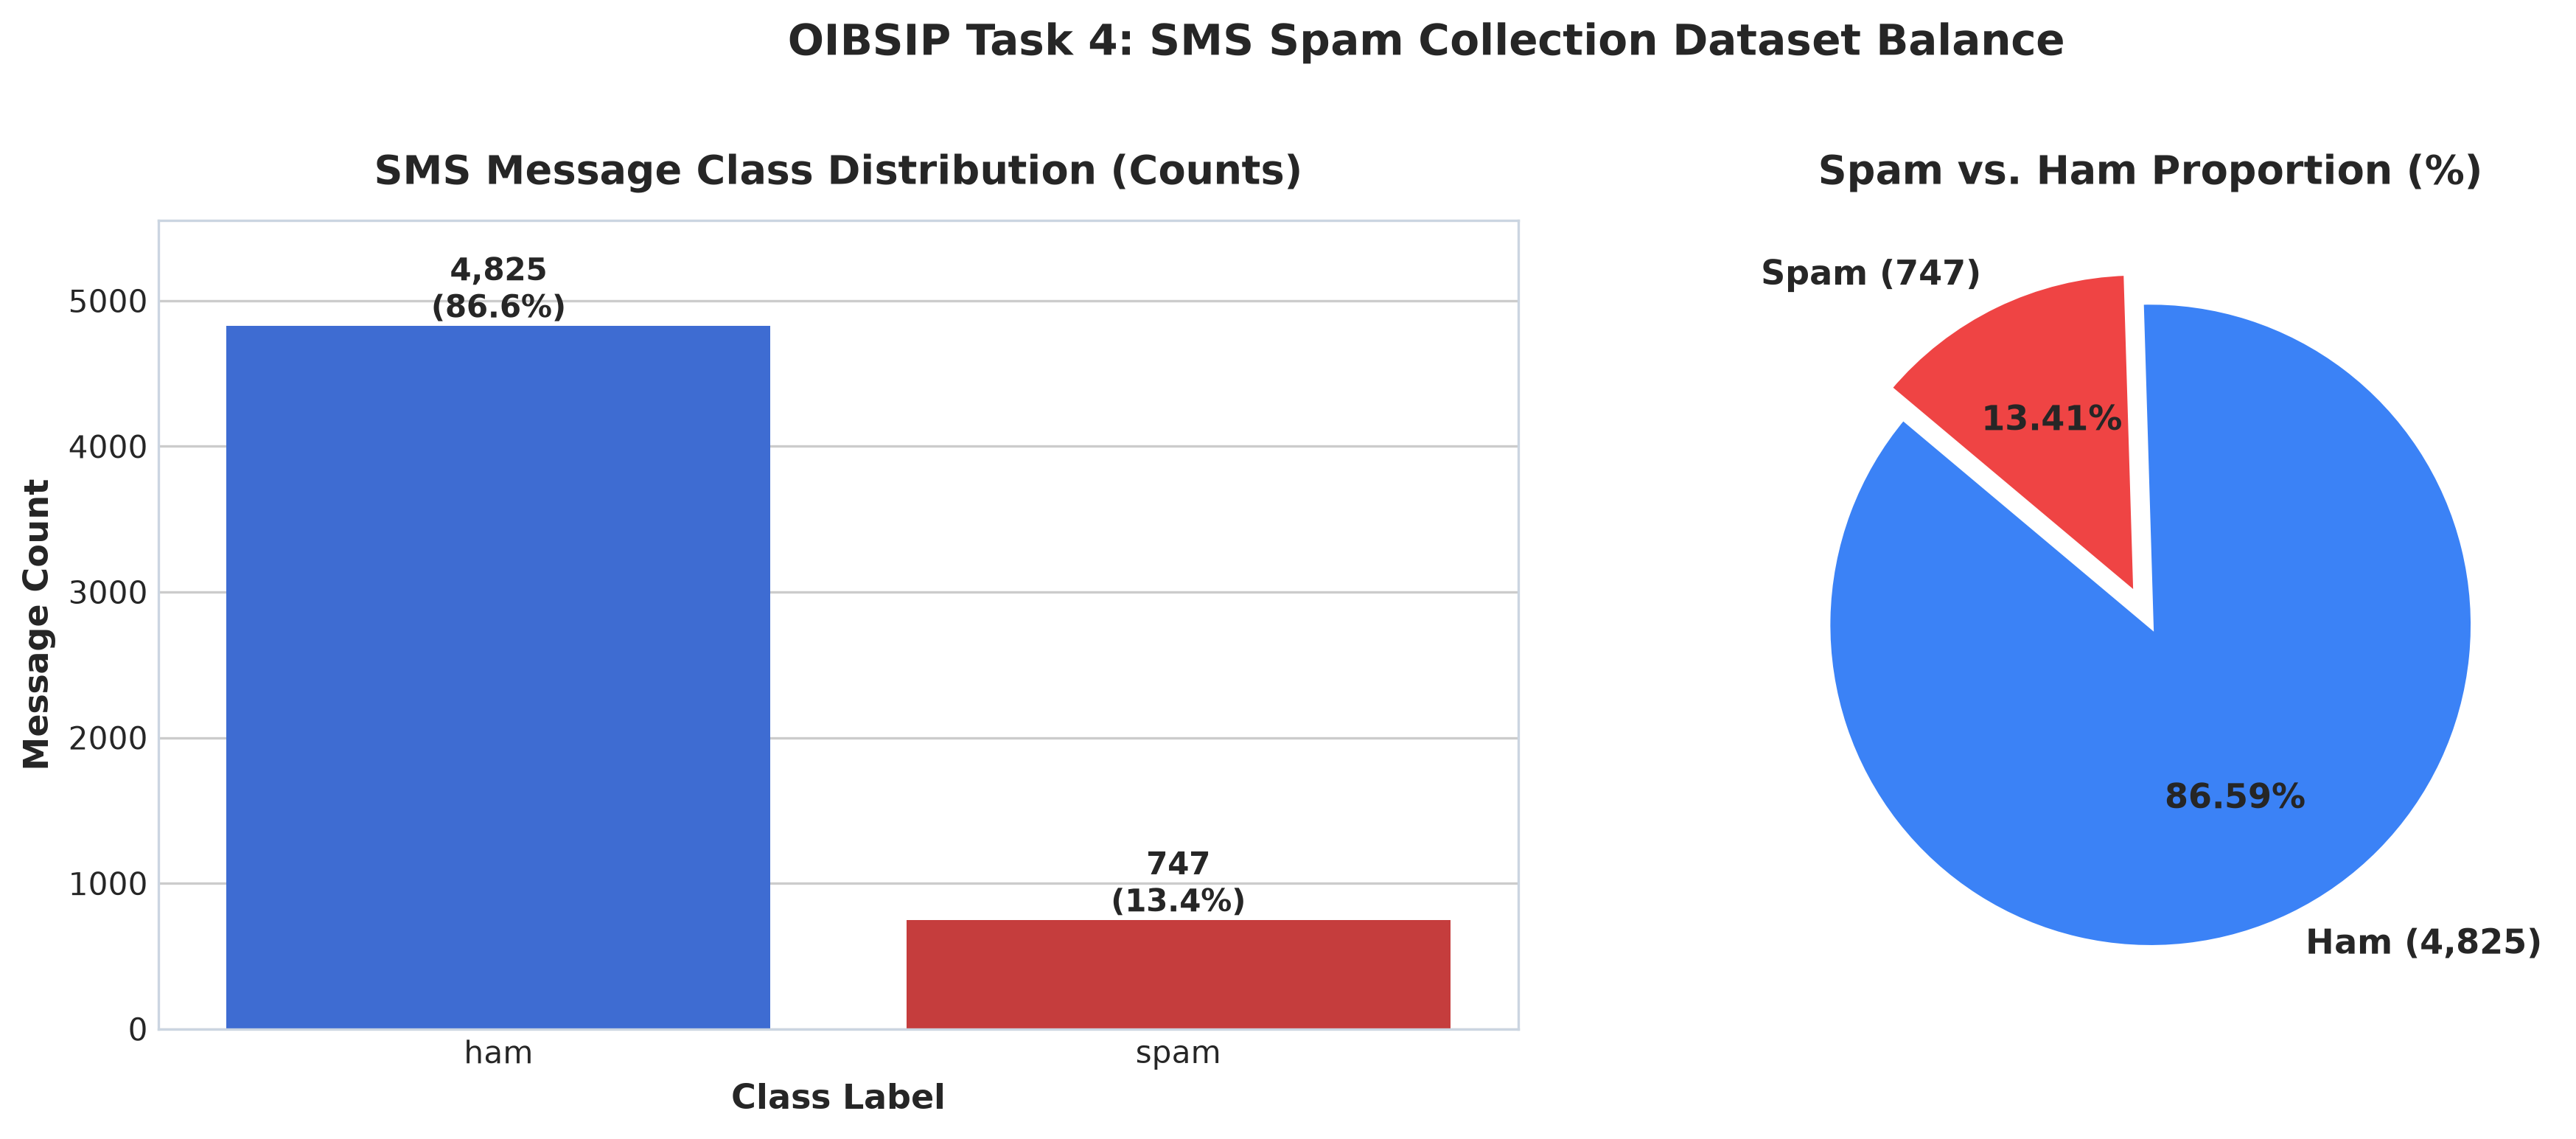 OIBSIP Task 4: SMS Spam Collection Dataset Balance
SMS Message Class Distribution (Counts)
4,825
(86.6%)
747
(13.4%)
5000
4000
3000
2000
1000
0
Message Count
ham
spam
Class Label
Spam vs. Ham Proportion (%)
Spam (747)
13.41%
86.59%
Ham (4,825)